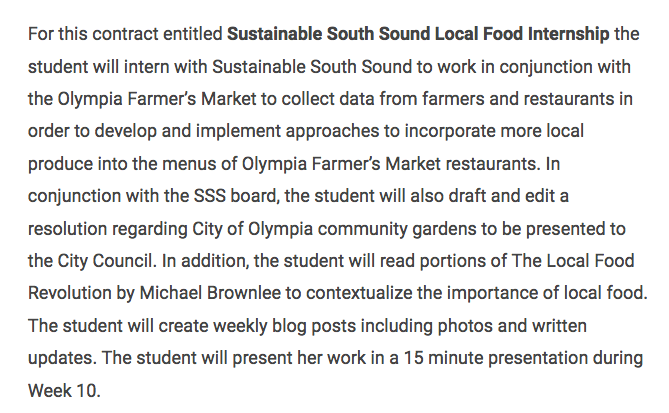 For this contract entitled Sustainable South Sound Local Food Internship the
student will intern with Sustainable South Sound to work in conjunction with
the Olympia Farmer's Market to collect data from farmers and restaurants in
order to develop and implement approaches to incorporate more local
produce into the menus of Olympia Farmer's Market restaurants. In
conjunction with the SSS board, the student will also draft and edit a
resolution regarding City of Olympia community gardens to be presented to
the City Council. In addition, the student will read portions of The Local Food
Revolution by Michael Brownlee to contextualize the importance of local food.
The student will create weekly blog posts including photos and written
updates. The student will present her work in a 15 minute presentation during
Week 10.